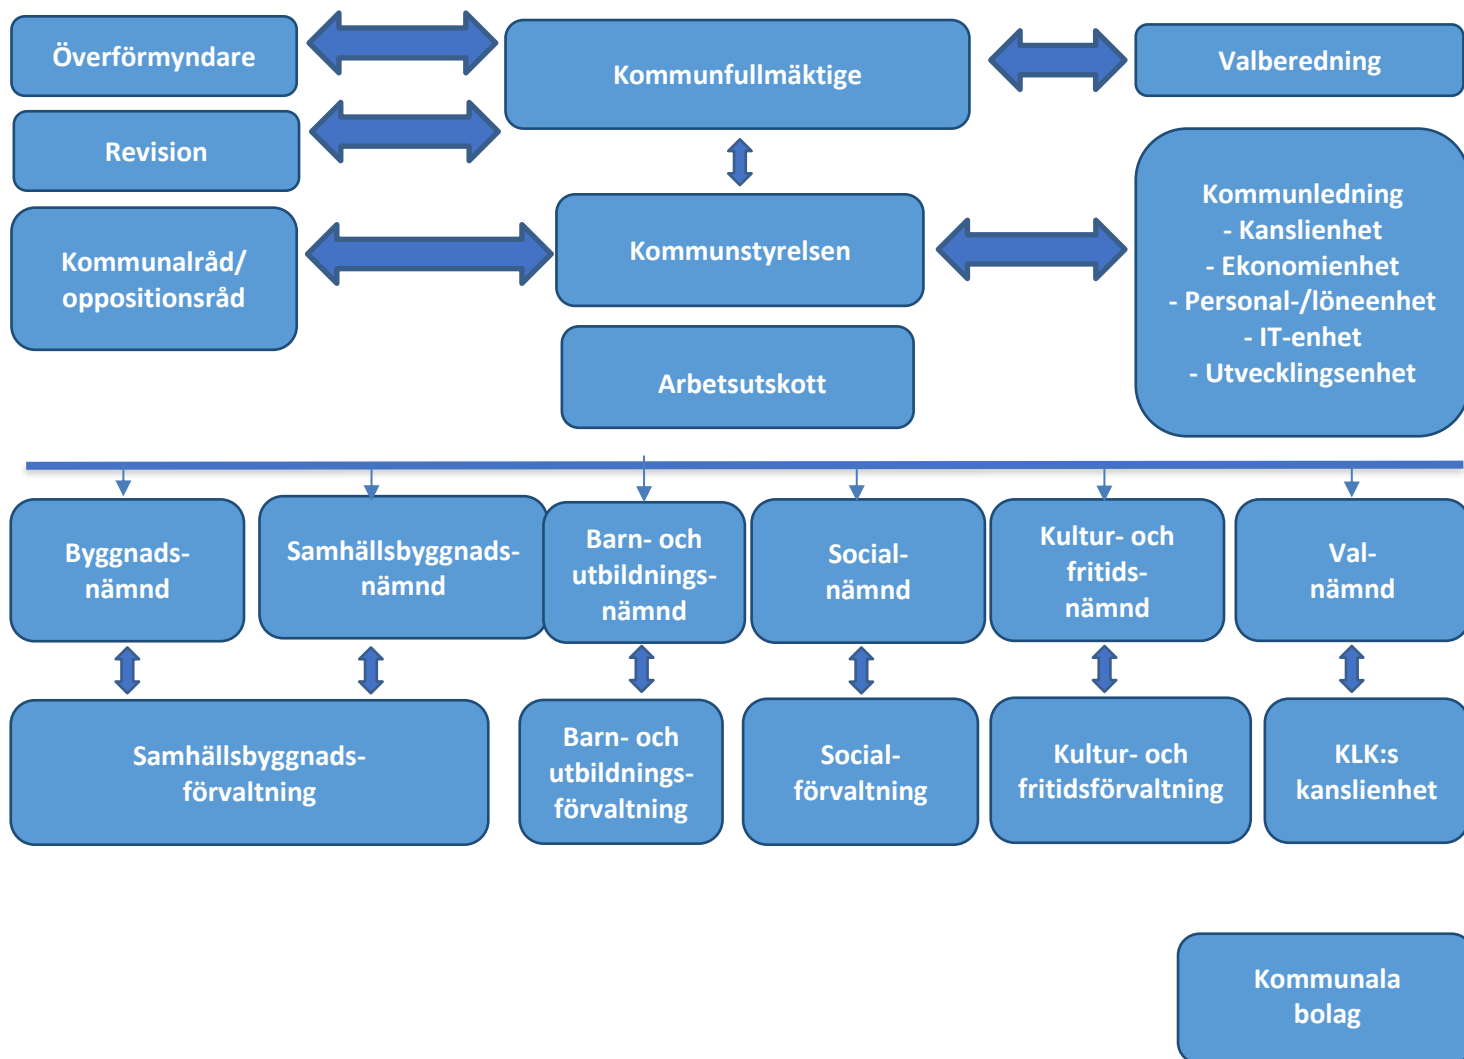 Överförmyndare
Kommunfullmäktige
Valberedning
Revision
Kommunalråd/
oppositionsråd
Kommunstyrelsen
Kommunledning
- Kanslienhet
- Ekonomienhet
- Personal-/löneenhet
- IT-enhet
- Utvecklingsenhet
Arbetsutskott
Byggnads-
nämnd
Samhällsbyggnads-
nämnd
Barn- och
utbildnings-
nämnd
Social-
nämnd
Kultur- och
fritids-
nämnd
Val-
nämnd
Samhällsbyggnads-
förvaltning
Barn- och
utbildnings-
förvaltning
Social-
förvaltning
Kultur- och
fritidsförvaltning
KLK:s
kanslienhet
Kommunala
bolag